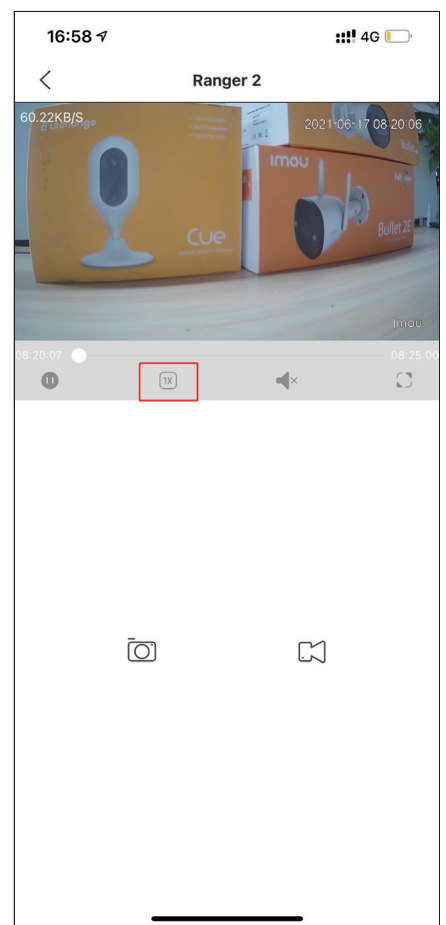 16:58
4G
Ranger 2
60.22KB/S
2021-06-17 08:20:06
imou
Bullet 2E
Cue
imou
08:20:07
08:25:00
1X